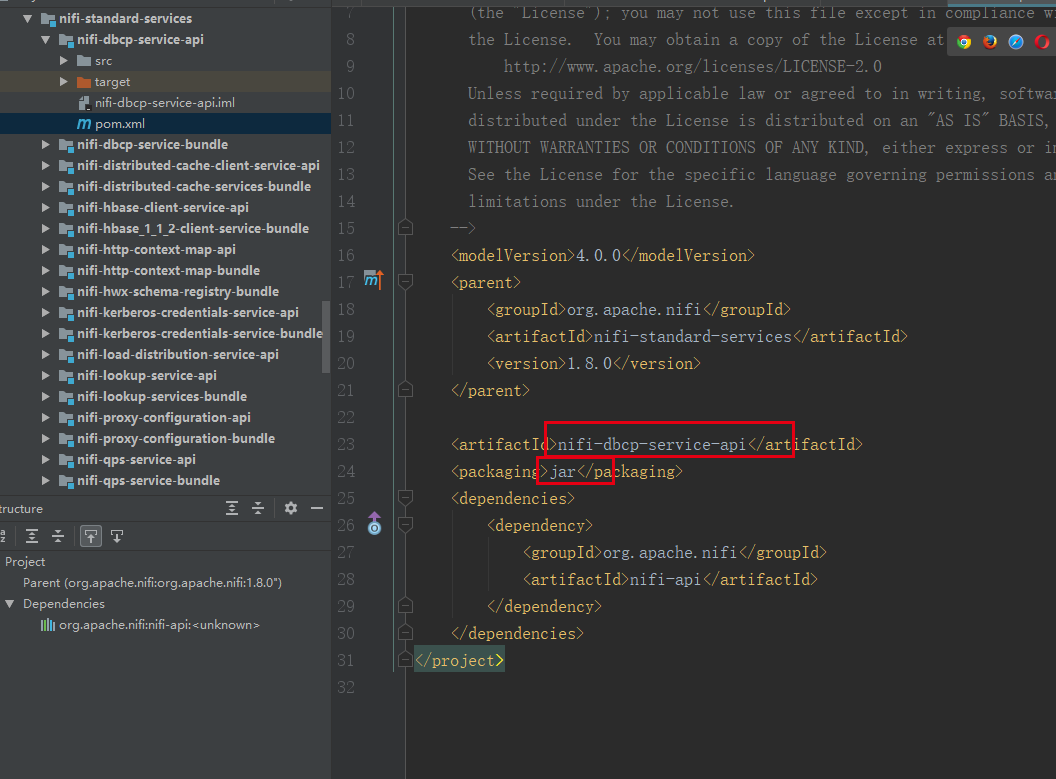 nifi-standard-services
nifi-dbcp-service-api
src
target
nifi-dbcp-service-api.iml
pom.xml
nifi-dbcp-service-bundle
nifi-distributed-cache-client-service-api
nifi-distributed-cache-services-bundle
nifi-hbase-client-service-api
nifi-hbase_1_1_2-client-service-bundle
nifi-http-context-map-api
nifi-http-context-map-bundle
nifi-hwx-schema-registry-bundle
nifi-kerberos-credentials-service-api
nifi-kerberos-credentials-service-bundle
nifi-load-distribution-service-api
nifi-lookup-service-api
nifi-lookup-services-bundle
nifi-proxy-configuration-api
nifi-proxy-configuration-bundle
nifi-qps-service-api
nifi-qps-service-bundle
tructure
Project
Parent (org.apache.nifi:org.apache.nifi:1.8.0")
Dependencies
org.apache.nifi:nifi-api:<unknown>
7 (the "License"); you may not use this file except in compliance wi
8 the License.  You may obtain a copy of the License at
9 http://www.apache.org/licenses/LICENSE-2.0
10 Unless required by applicable law or agreed to in writing, softwar
11 distributed under the License is distributed on an "AS IS" BASIS,
12 WITHOUT WARRANTIES OR CONDITIONS OF ANY KIND, either express or im
13 See the License for the specific language governing permissions an
14 limitations under the License.
15 -->
16 <modelVersion>4.0.0</modelVersion>
17 <parent>
18 <groupId>org.apache.nifi</groupId>
19 <artifactId>nifi-standard-services</artifactId>
20 <version>1.8.0</version>
21 </parent>
22
23 <artifactId>nifi-dbcp-service-api</artifactId>
24 <packaging>jar</packaging>
25 <dependencies>
26 <dependency>
27 <groupId>org.apache.nifi</groupId>
28 <artifactId>nifi-api</artifactId>
29 </dependency>
30 </dependencies>
31 </project>
32